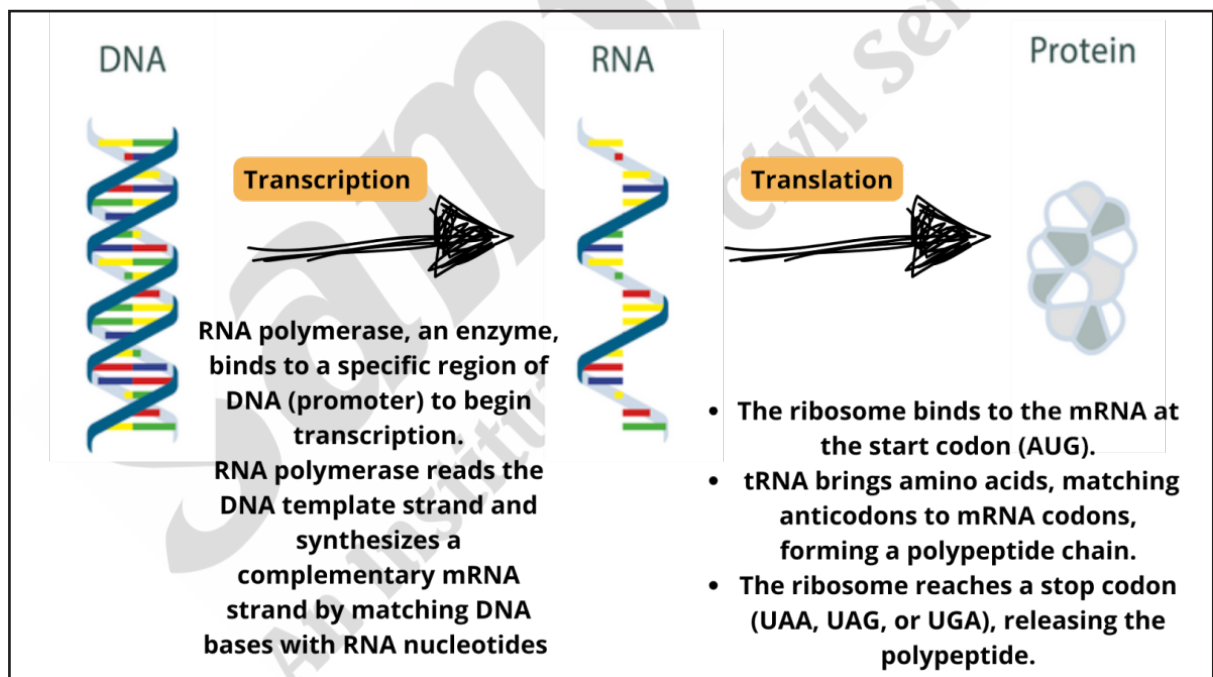 DNA
RNA
Protein
Transcription
Translation
RNA polymerase, an enzyme,
binds to a specific region of
DNA (promoter) to begin
transcription.
RNA polymerase reads the
DNA template strand and
synthesizes a
complementary mRNA
strand by matching DNA
bases with RNA nucleotides
• The ribosome binds to the mRNA at
the start codon (AUG).
• tRNA brings amino acids, matching
anticodons to mRNA codons,
forming a polypeptide chain.
• The ribosome reaches a stop codon
(UAA, UAG, or UGA), releasing the
polypeptide.